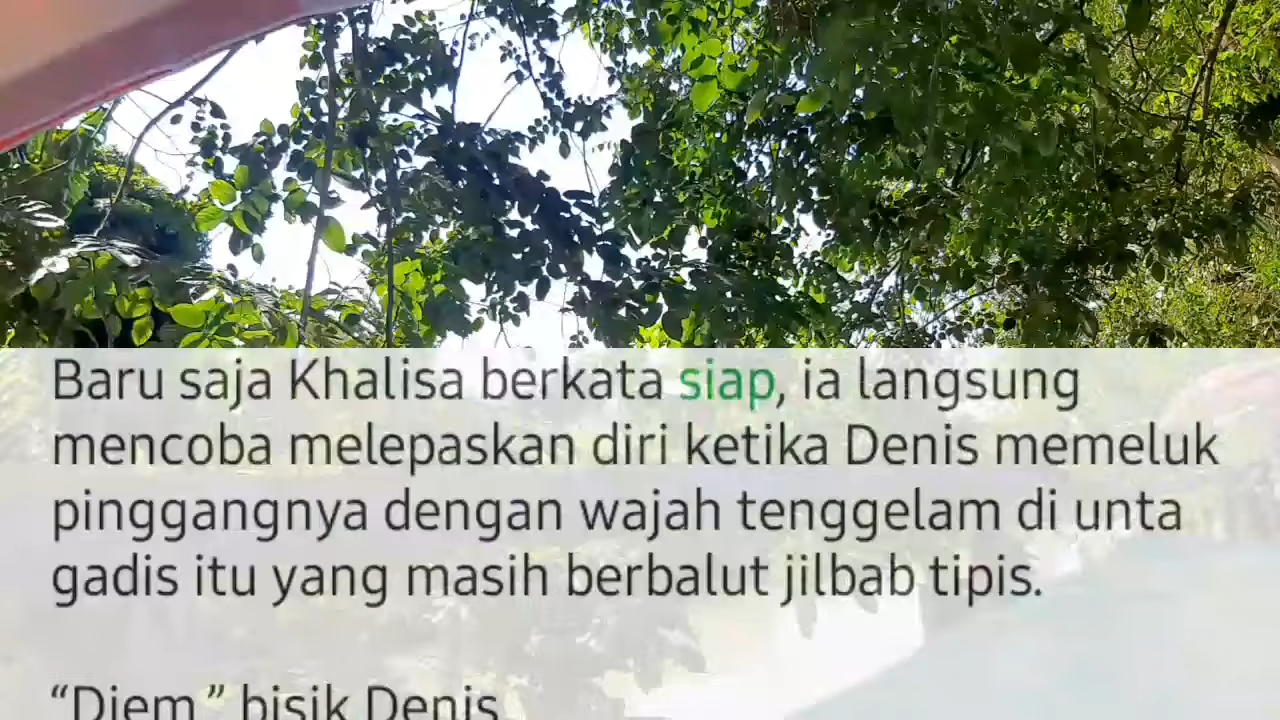 Baru saja Khalisa berkata siap, ia langsung
mencoba melepaskan diri ketika Denis memeluk
pinggangnya dengan wajah tenggelam di unta
gadis itu yang masih berbalut jilbab tipis.
“Diem,” bisik Denis